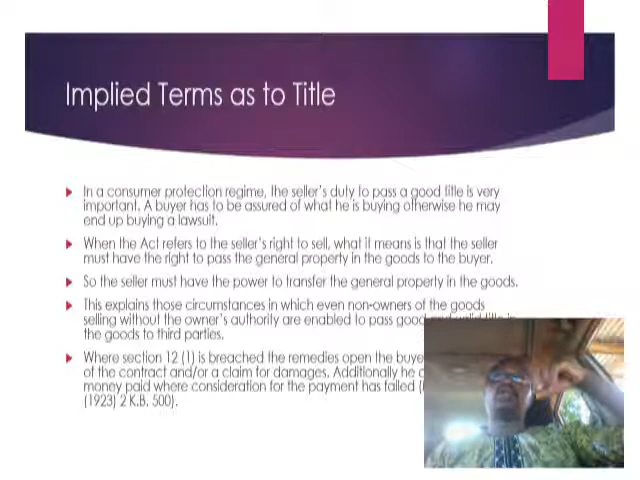 Implied Terms as to Title
In a consumer protection regime, the seller's duty to pass a good title is very
important. A buyer has to be assured of what he is buying otherwise he may
end up buying a lawsuit.
When the Act refers to the seller's right to sell, what it means is that the seller
must have the right to pass the general property in the goods to the buyer.
So the seller must have the power to transfer the general property in the goods.
This explains those circumstances in which even non-owners of the goods
selling without the owner's authority are enabled to pass good and valid title in
the goods to third parties.
Where section 12 (1) is breached the remedies open the buye
of the contract and/or a claim for damages. Additionally he
money paid where consideration for the payment has failed
(1923) 2 K.B. 500).